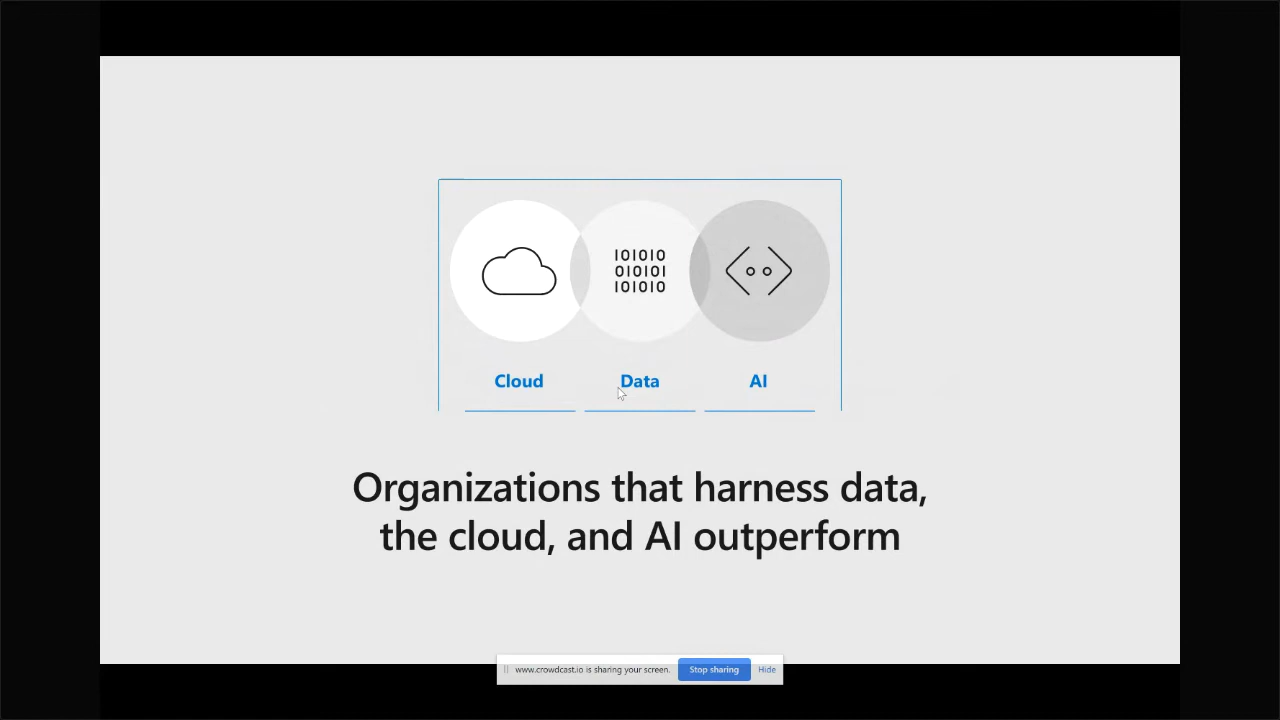 101010
010101
101010
Cloud
Data
AI
Organizations that harness data,
the cloud, and AI outperform
www.crowdcast.io is sharing your screen.
Stop sharing
Hide